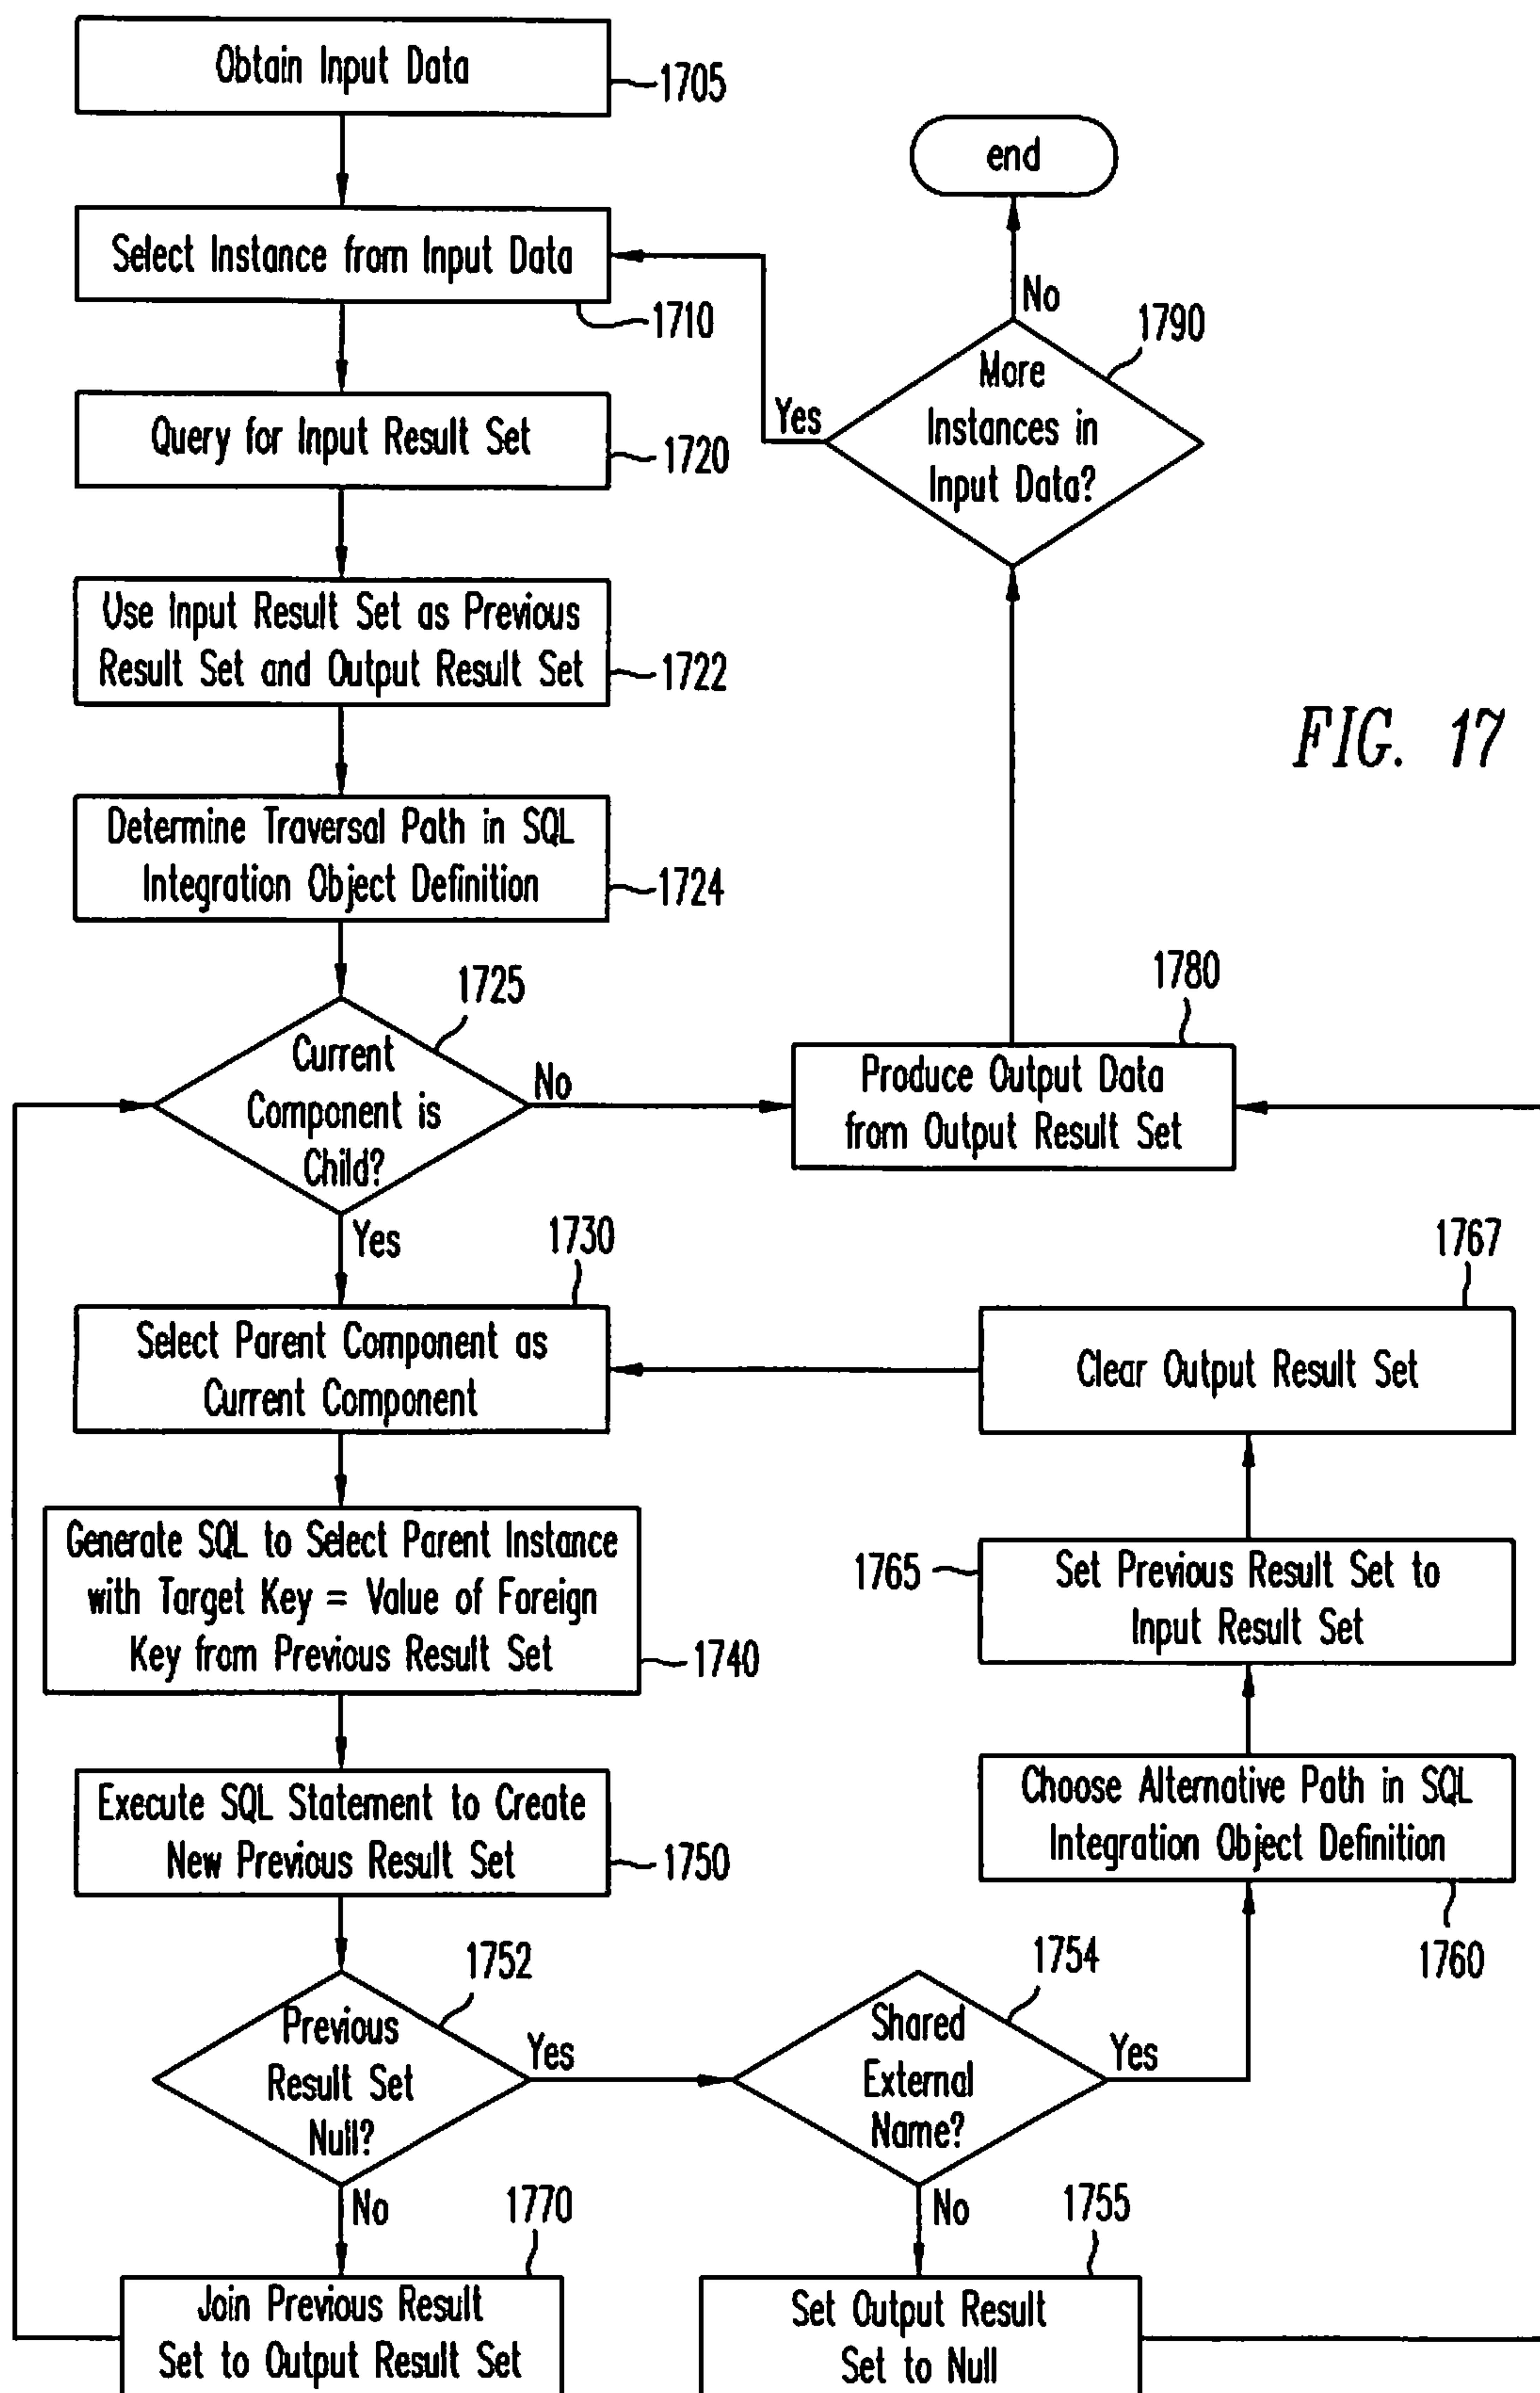 Obtain Input Data
1705
Select Instance from Input Data
1710
Query for Input Result Set
1720
Use Input Result Set as Previous
Result Set and Output Result Set
1722
Determine Traversal Path in SQL
Integration Object Definition
1724
Current
Component is
Child?
1725
No
Yes
Select Parent Component as
Current Component
1730
Generate SQL to Select Parent Instance
with Target Key = Value of Foreign
Key from Previous Result Set
1740
Execute SQL Statement to Create
New Previous Result Set
1750
Previous
Result Set
Null?
1752
Yes
No
Join Previous Result
Set to Output Result Set
1770
Shared
External
Name?
1754
Yes
No
Set Output Result
Set to Null
1755
Choose Alternative Path in SQL
Integration Object Definition
1760
Set Previous Result Set to
Input Result Set
1765
Clear Output Result Set
1767
Produce Output Data
from Output Result Set
1780
More
Instances in
Input Data?
1790
Yes
No
end
FIG. 17